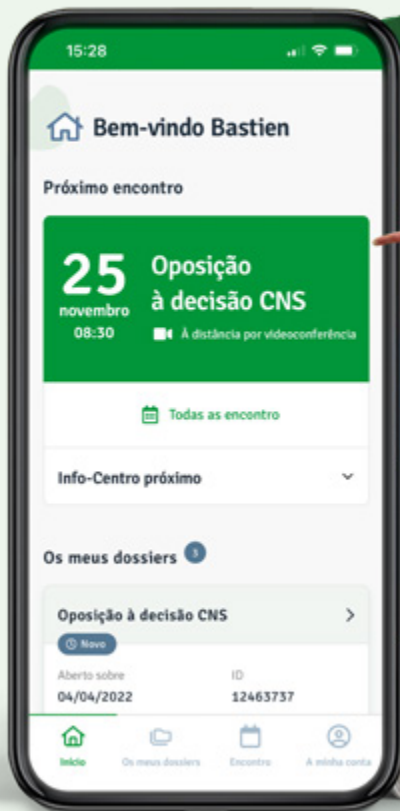 15:28
Bem-vindo Bastien
Próximo encontro
25
novembro
08:30
Oposição
à decisão CNS
À distância por videoconferência
Todas as encontro
Info-Centro próximo
Os meus dossiers 3
Oposição à decisão CNS
Novo
Aberto sobre
04/04/2022
ID
12463737
Início
Os meus dossiers
Encontro
A minha conta